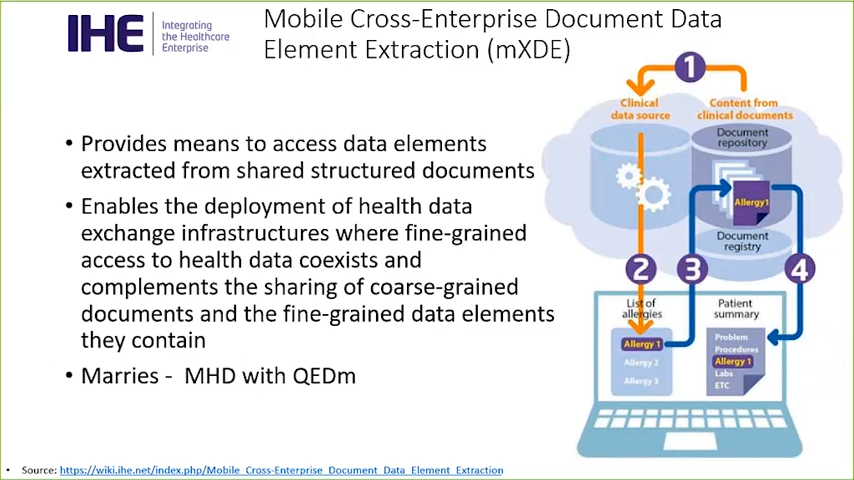 IHE
Integrating
the Healthcare
Enterprise
Mobile Cross-Enterprise Document Data
Element Extraction (mXDE)
• Provides means to access data elements
extracted from shared structured documents
• Enables the deployment of health data
exchange infrastructures where fine-grained
access to health data coexists and
complements the sharing of coarse-grained
documents and the fine-grained data elements
they contain
• Marries - MHD with QEDm
1
Clinical
data source
Content from
clinical documents
Document
repository
Allergy1
Document
registry
2
3
4
List of
allergies
Allergy 1
Allergy 2
Allergy 3
Patient
summary
Problem
Procedures
Allergy 1
Labs
ETC
• Source: https://wiki.ihe.net/index.php/Mobile_Cross-Enterprise_Document_Data_Element_Extraction